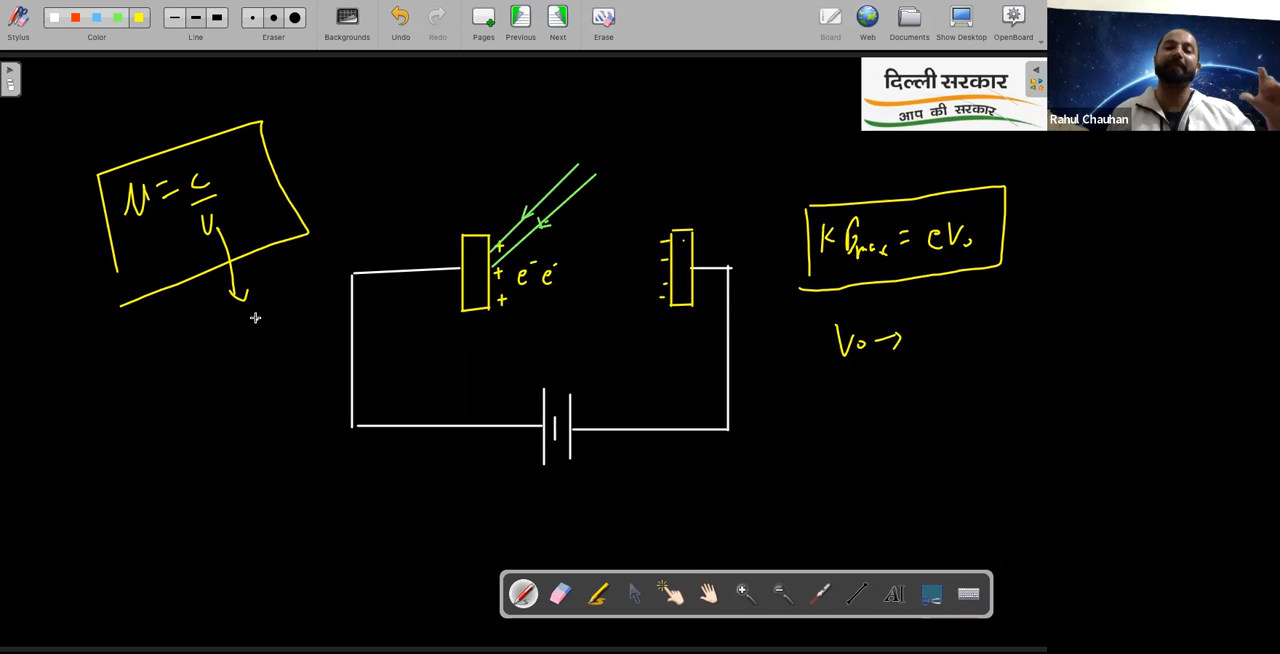 Stylus
Color
Line
Eraser
Backgrounds
Undo
Redo
Pages
Previous
Next
Erase
Board
Web
Documents
Show Desktop
OpenBoard
दिल्ली सरकार
आप की सरकार
Rahul Chauhan
μ = c/v
+
+ e⁻ e⁻
+
-
-
-
-
KEmax = eV₀
V₀ →
AI